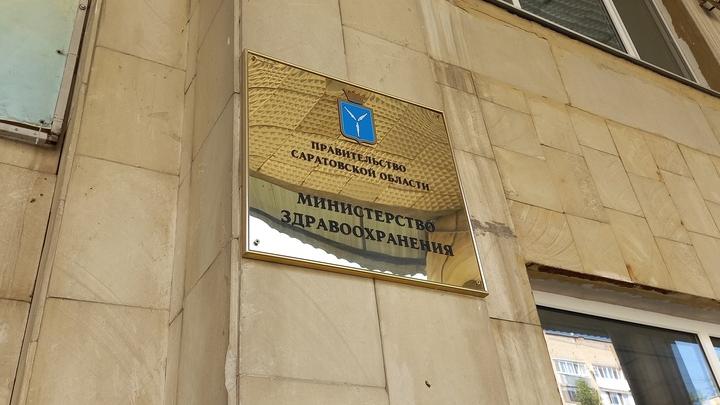 ПРАВИТЕЛЬСТВО
САРАТОВСКОЙ ОБЛАСТИ
МИНИСТЕРСТВО
ЗДРАВООХРАНЕНИЯ